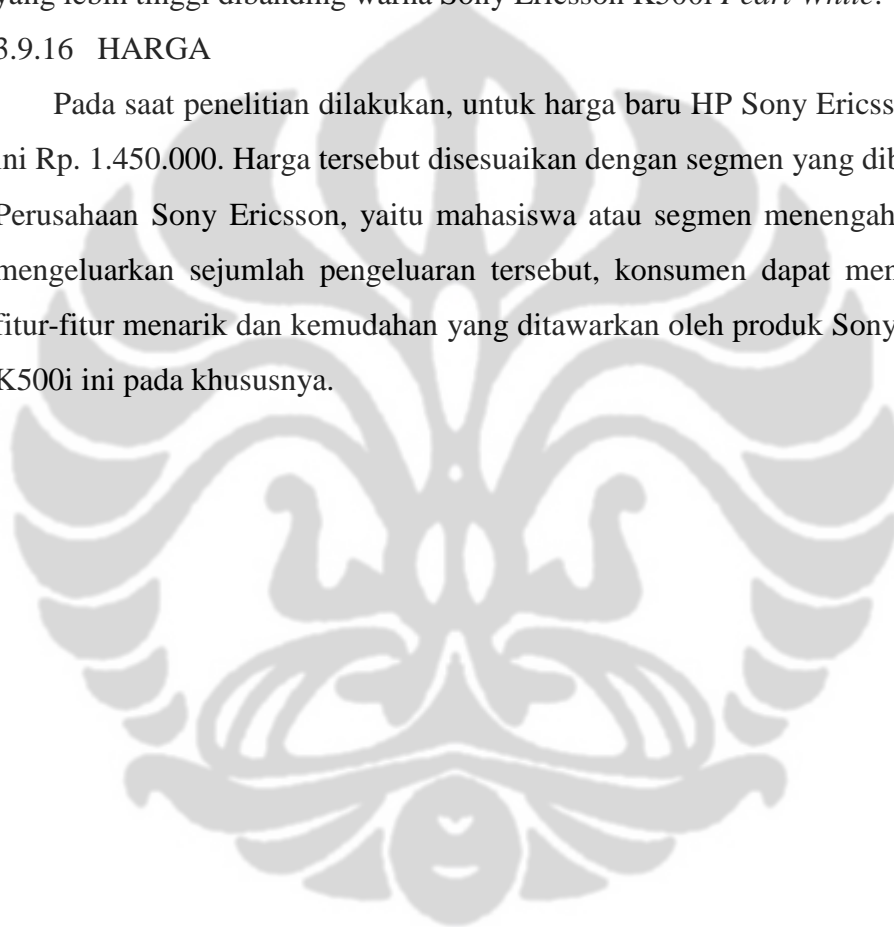 yang lebih tinggi dibanding warna Sony Ericsson K500i Pearl White.
3.9.16 HARGA
Pada saat penelitian dilakukan, untuk harga baru HP Sony Ericss
ini Rp. 1.450.000. Harga tersebut disesuaikan dengan segmen yang dib
Perusahaan Sony Ericsson, yaitu mahasiswa atau segmen menengah
mengeluarkan sejumlah pengeluaran tersebut, konsumen dapat men
fitur-fitur menarik dan kemudahan yang ditawarkan oleh produk Sony
K500i ini pada khususnya.